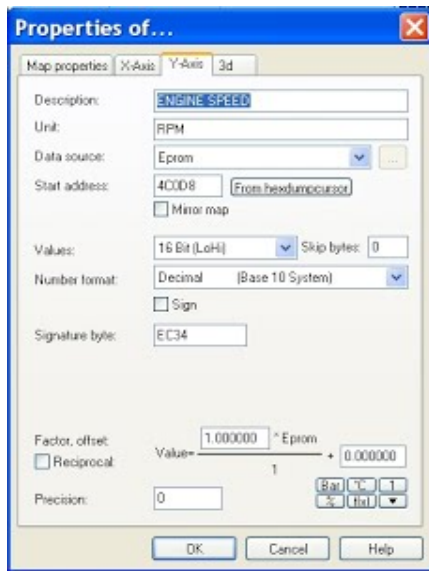 Properties of...
Map properties X-Axis Y-Axis 3d
Description: ENGINE SPEED
Unit: RPM
Data source: Eprom ...
Start address: 4C0D8 From hexdumpcursor
Mirror map
Values: 16 Bit (LoHi) Skip bytes: 0
Number format: Decimal (Base 10 System)
Sign
Signature byte: EC34
Factor, offset: Value= 1.000000 * Eprom + 0.000000
Reciprocal 1
Bar °C 1
Precision: 0 % f(x)
OK Cancel Help